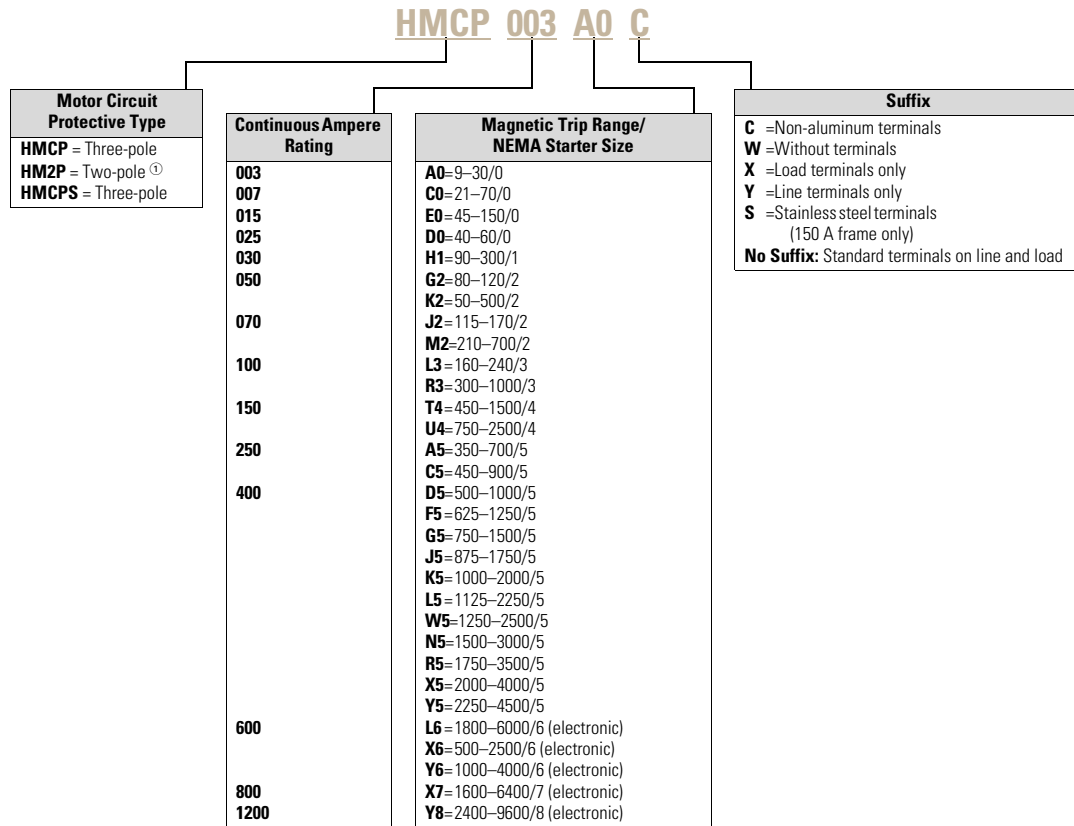 HMCP 003 A0 C
Motor Circuit
Protective Type
HMCP = Three-pole
HM2P = Two-pole ①
HMCPS = Three-pole
Continuous Ampere
Rating
003
007
015
025
030
050
070
100
150
250
400
600
800
1200
Magnetic Trip Range/
NEMA Starter Size
A0=9–30/0
C0=21–70/0
E0=45–150/0
D0=40–60/0
H1=90–300/1
G2=80–120/2
K2=50–500/2
J2=115–170/2
M2=210–700/2
L3=160–240/3
R3=300–1000/3
T4=450–1500/4
U4=750–2500/4
A5=350–700/5
C5=450–900/5
D5=500–1000/5
F5=625–1250/5
G5=750–1500/5
J5=875–1750/5
K5=1000–2000/5
L5=1125–2250/5
W5=1250–2500/5
N5=1500–3000/5
R5=1750–3500/5
X5=2000–4000/5
Y5=2250–4500/5
L6=1800–6000/6 (electronic)
X6=500–2500/6 (electronic)
Y6=1000–4000/6 (electronic)
X7=1600–6400/7 (electronic)
Y8=2400–9600/8 (electronic)
Suffix
C =Non-aluminum terminals
W =Without terminals
X =Load terminals only
Y =Line terminals only
S =Stainless steel terminals
(150 A frame only)
No Suffix: Standard terminals on line and load